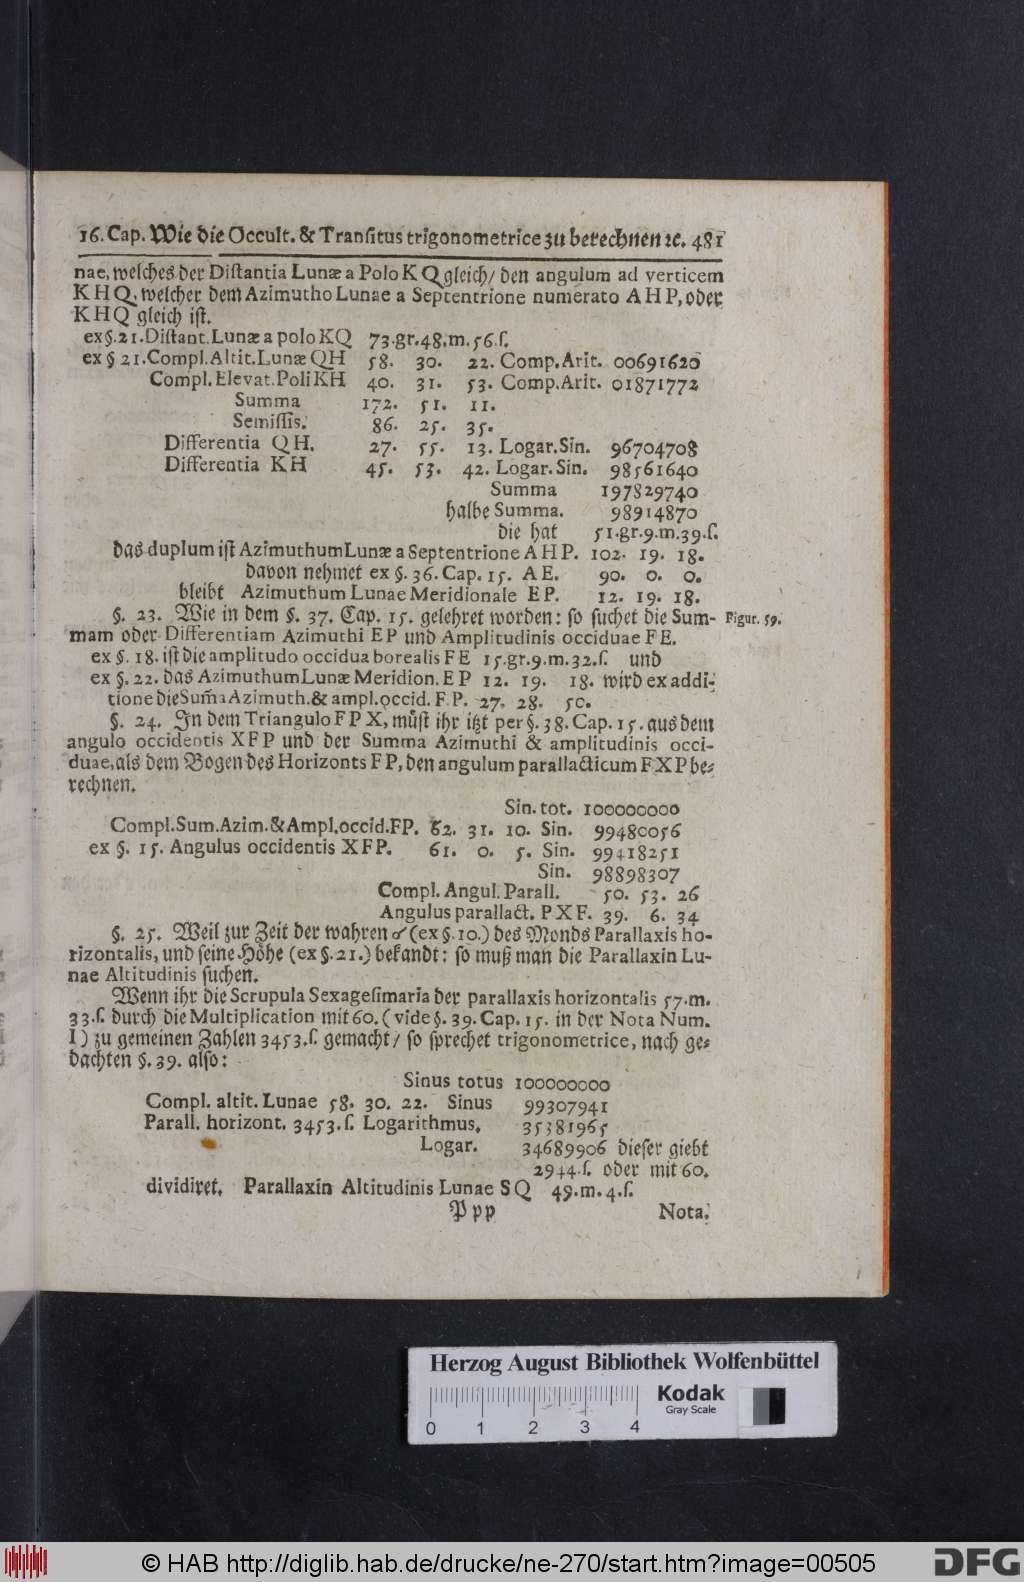 16. Cap. Wie die Occult. & Transitus trigonometrice zu berechnen ꝛc. 481
nae, welches der Distantia Lunæ a Polo K Q gleich/ den angulum ad verticem
K H Q, welcher dem Azimutho Lunae a Septentrione numerato A H P, oder
K H Q gleich ist.
ex §. 21. Distant. Lunæ a polo KQ 73. gr. 48. m. 56. ſ.
ex § 21. Compl. Altit. Lunæ QH 58. 30. 22. Comp. Arit. 00691620
Compl. Elevat. Poli KH 40. 31. 53. Comp. Arit. 01871772
Summa 172. 51. 11.
Semissis. 86. 25. 35.
Differentia Q H. 27. 55. 13. Logar. Sin. 96704708
Differentia K H 45. 53. 42. Logar. Sin. 98561640
Summa 197829740
halbe Summa. 98914870
die hat 51. gr. 9. m. 39. ſ.
das duplum ist Azimuthum Lunæ a Septentrione A H P. 102. 19. 18.
davon nehmet ex §. 36. Cap. 15. A E. 90. 0. 0.
bleibt Azimuthum Lunae Meridionale E P. 12. 19. 18.
§. 23. Wie in dem §. 37. Cap. 15. gelehret worden: so suchet die Sum- Figur. 59.
mam oder Differentiam Azimuthi E P und Amplitudinis occiduae F E.
ex §. 18. ist die amplitudo occidua borealis F E 15. gr. 9. m. 32. ſ. und
ex §. 22. das Azimuthum Lunæ Meridion. E P 12. 19. 18. wird ex addi-
tione die Sum̃a Azimuth. & ampl. occid. F. P. 27. 28. 50.
§. 24. In dem Triangulo F P X, müst ihr itzt per §. 38. Cap. 15. aus dem
angulo occidentis X F P und der Summa Azimuthi & amplitudinis occi-
duae, als dem Bogen des Horizonts F P, den angulum parallacticum F X P be-
rechnen.
Sin. tot. 100000000
Compl. Sum. Azim. & Ampl. occid. FP. 62. 31. 10. Sin. 99480056
ex §. 15. Angulus occidentis X F P. 61. 0. 5. Sin. 99418251
Sin. 98898307
Compl. Angul. Parall. 50. 53. 26
Angulus parallact. P X F. 39. 6. 34
§. 25. Weil zur Zeit der wahren ☌ (ex §. 10.) des Monds Parallaxis ho-
rizontalis, und seine Höhe (ex §. 21.) bekandt: so muß man die Parallaxin Lu-
nae Altitudinis suchen.
Wenn ihr die Scrupula Sexagesimaria der parallaxis horizontalis 57. m.
33. ſ. durch die Multiplication mit 60. (vide §. 39. Cap. 15. in der Nota Num.
I) zu gemeinen Zahlen 3453. ſ. gemacht/ so sprechet trigonometrice, nach ge-
dachten §. 39. also:
Sinus totus 100000000
Compl. altit. Lunae 58. 30. 22. Sinus 99307941
Parall. horizont. 3453. ſ. Logarithmus. 35381965
Logar. 34689906 dieser giebt
2944. ſ. oder mit 60.
dividiret. Parallaxin Altitudinis Lunae S Q 49. m. 4. ſ.
P p p Nota.
Herzog August Bibliothek Wolfenbüttel
Kodak
Gray Scale
0 1 2 3 4
© HAB http://diglib.hab.de/drucke/ne-270/start.htm?image=00505
DFG